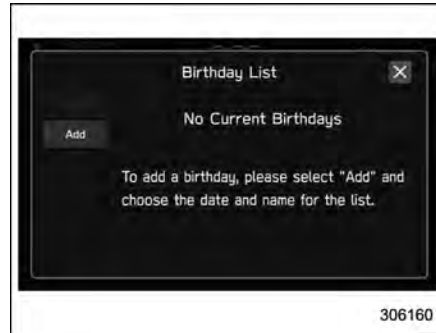 Birthday List
No Current Birthdays
Add
To add a birthday, please select "Add" and
choose the date and name for the list.
306160